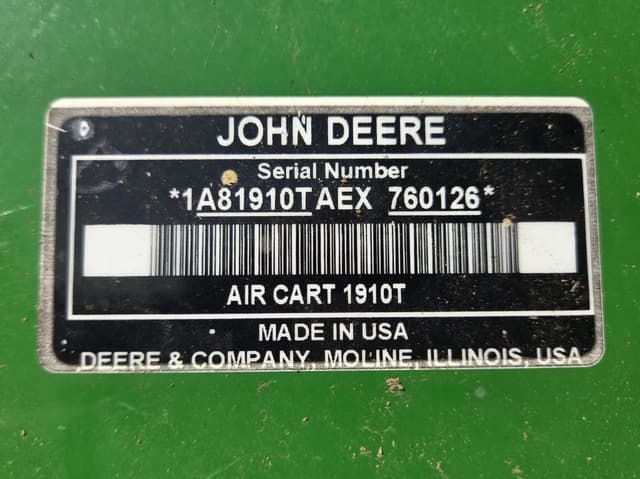 JOHN DEERE
Serial Number
*1A81910TAEX 760126*
AIR CART 1910T
MADE IN USA
DEERE & COMPANY, MOLINE, ILLINOIS, USA